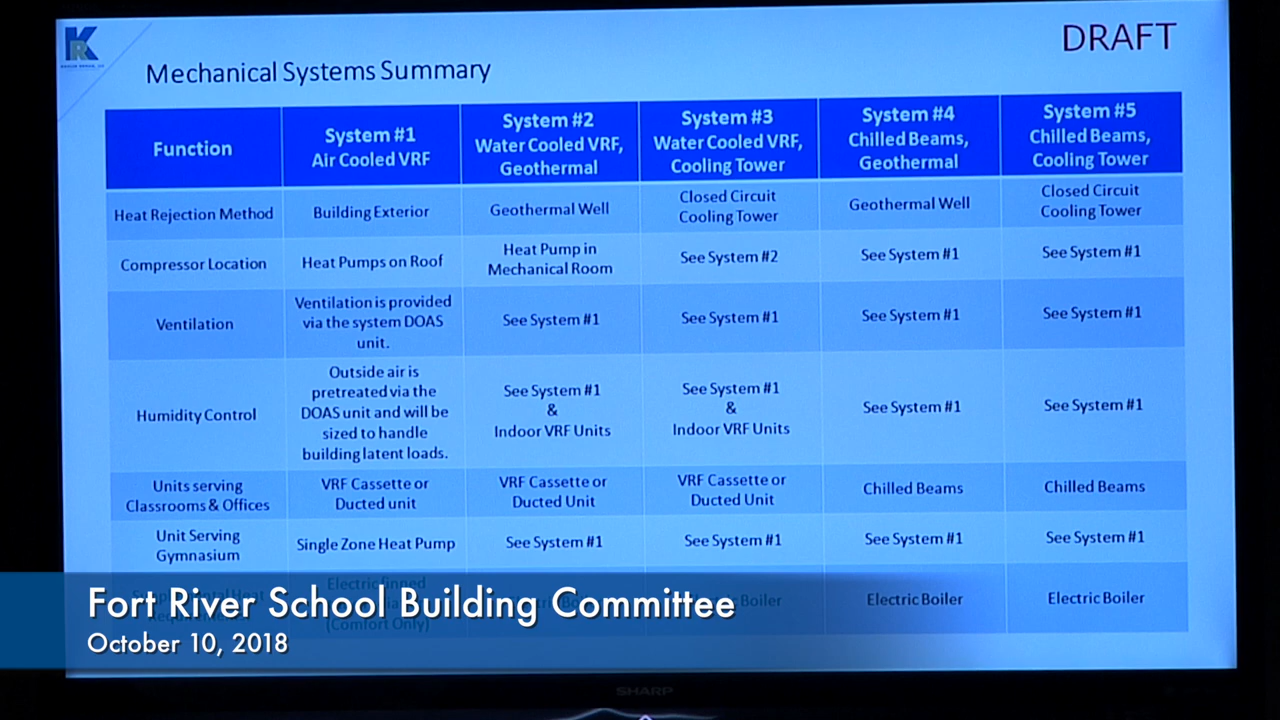 KR
DRAFT
Mechanical Systems Summary
Function
System #1
Air Cooled VRF
System #2
Water Cooled VRF,
Geothermal
System #3
Water Cooled VRF,
Cooling Tower
System #4
Chilled Beams,
Geothermal
System #5
Chilled Beams,
Cooling Tower
Heat Rejection Method
Building Exterior
Geothermal Well
Closed Circuit
Cooling Tower
Geothermal Well
Closed Circuit
Cooling Tower
Compressor Location
Heat Pumps on Roof
Heat Pump in
Mechanical Room
See System #2
See System #1
See System #1
Ventilation
Ventilation is provided
via the system DOAS
unit.
See System #1
See System #1
See System #1
See System #1
Humidity Control
Outside air is
pretreated via the
DOAS unit and will be
sized to handle
building latent loads.
See System #1
&
Indoor VRF Units
See System #1
&
Indoor VRF Units
See System #1
See System #1
Units serving
Classrooms & Offices
VRF Cassette or
Ducted unit
VRF Cassette or
Ducted Unit
VRF Cassette or
Ducted Unit
Chilled Beams
Chilled Beams
Unit Serving
Gymnasium
Single Zone Heat Pump
See System #1
See System #1
See System #1
See System #1
Electric finned
(Comfort Only)
Boiler
Electric Boiler
Electric Boiler
Fort River School Building Committee
October 10, 2018
SHARP